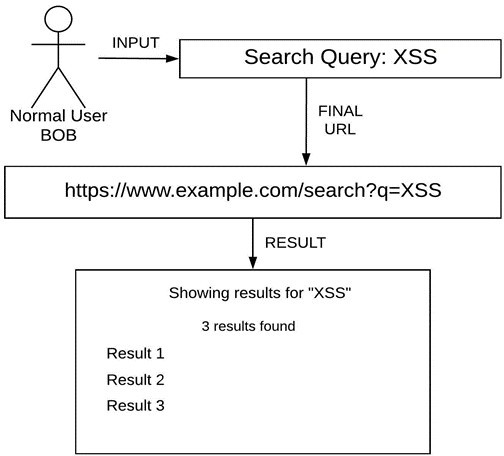 INPUT
Search Query: XSS
Normal User
BOB
FINAL
URL
https://www.example.com/search?q=XSS
RESULT
Showing results for "XSS"
3 results found
Result 1
Result 2
Result 3